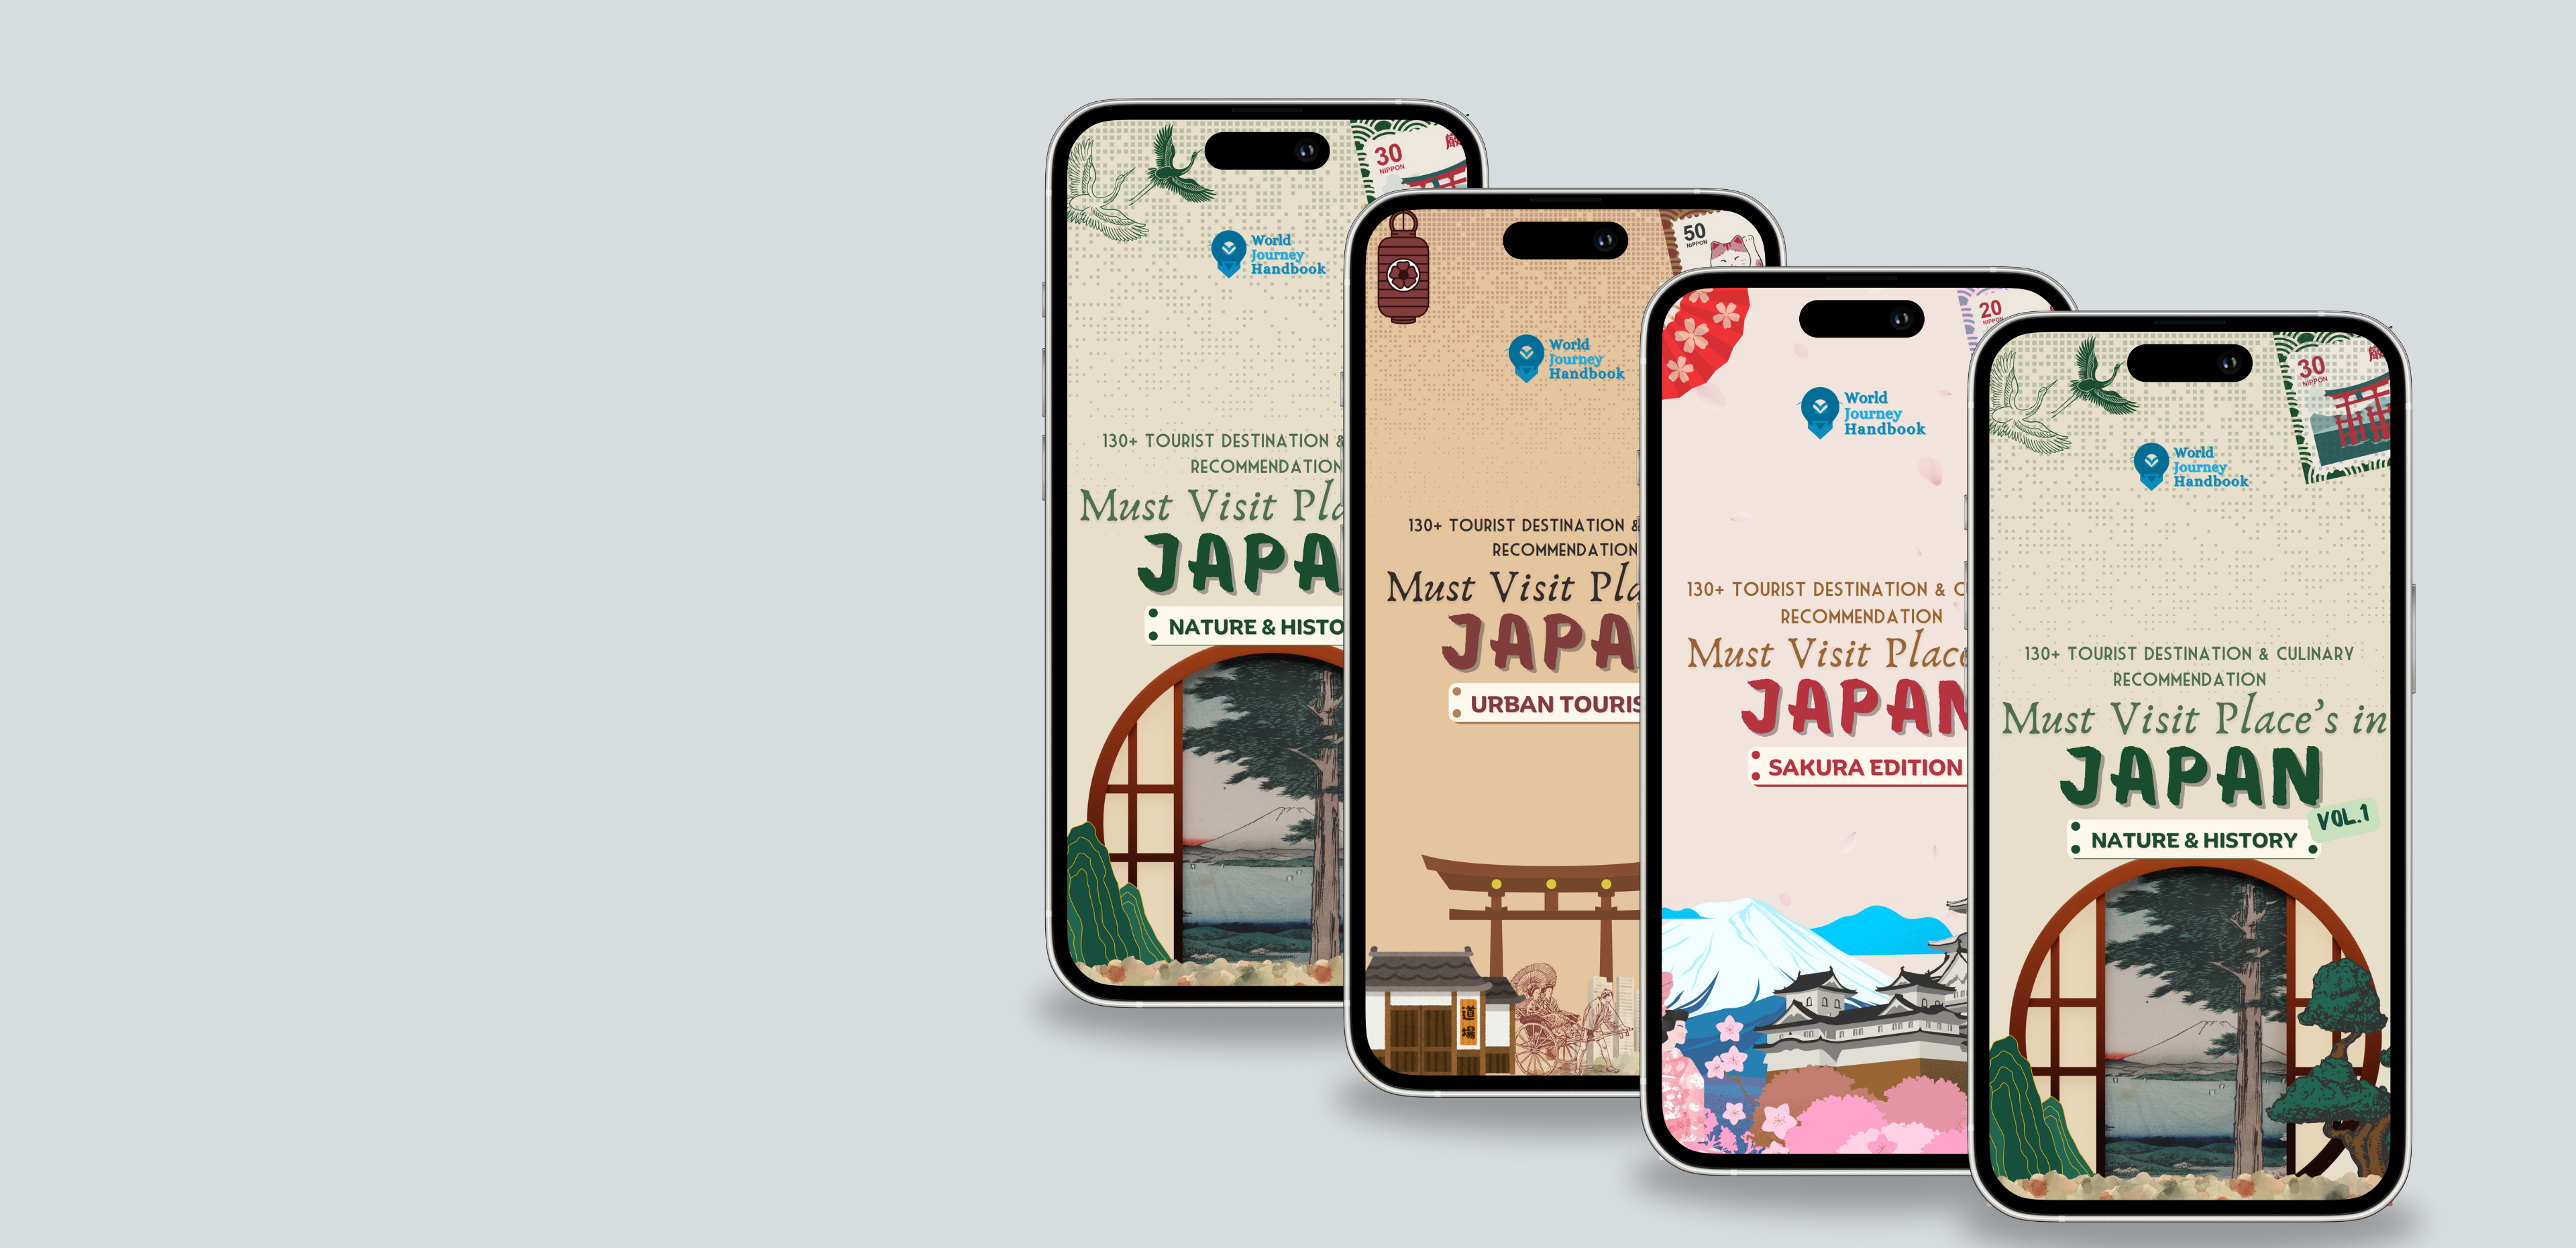 30
NIPPON
World
Journey
Handbook
130+ TOURIST DESTINATION &
RECOMMENDATION
Must Visit Pla
JAPA
NATURE & HISTO
50
NIPPON
World
Journey
Handbook
130+ TOURIST DESTINATION &
RECOMMENDATION
Must Visit Pla
JAPA
URBAN TOURIS
道場
20
NIPPON
World
Journey
Handbook
130+ TOURIST DESTINATION & C
RECOMMENDATION
Must Visit Place
JAPAN
SAKURA EDITION
30
NIPPON
World
Journey
Handbook
130+ TOURIST DESTINATION & CULINARY
RECOMMENDATION
Must Visit Place's in
JAPAN
VOL.1
NATURE & HISTORY